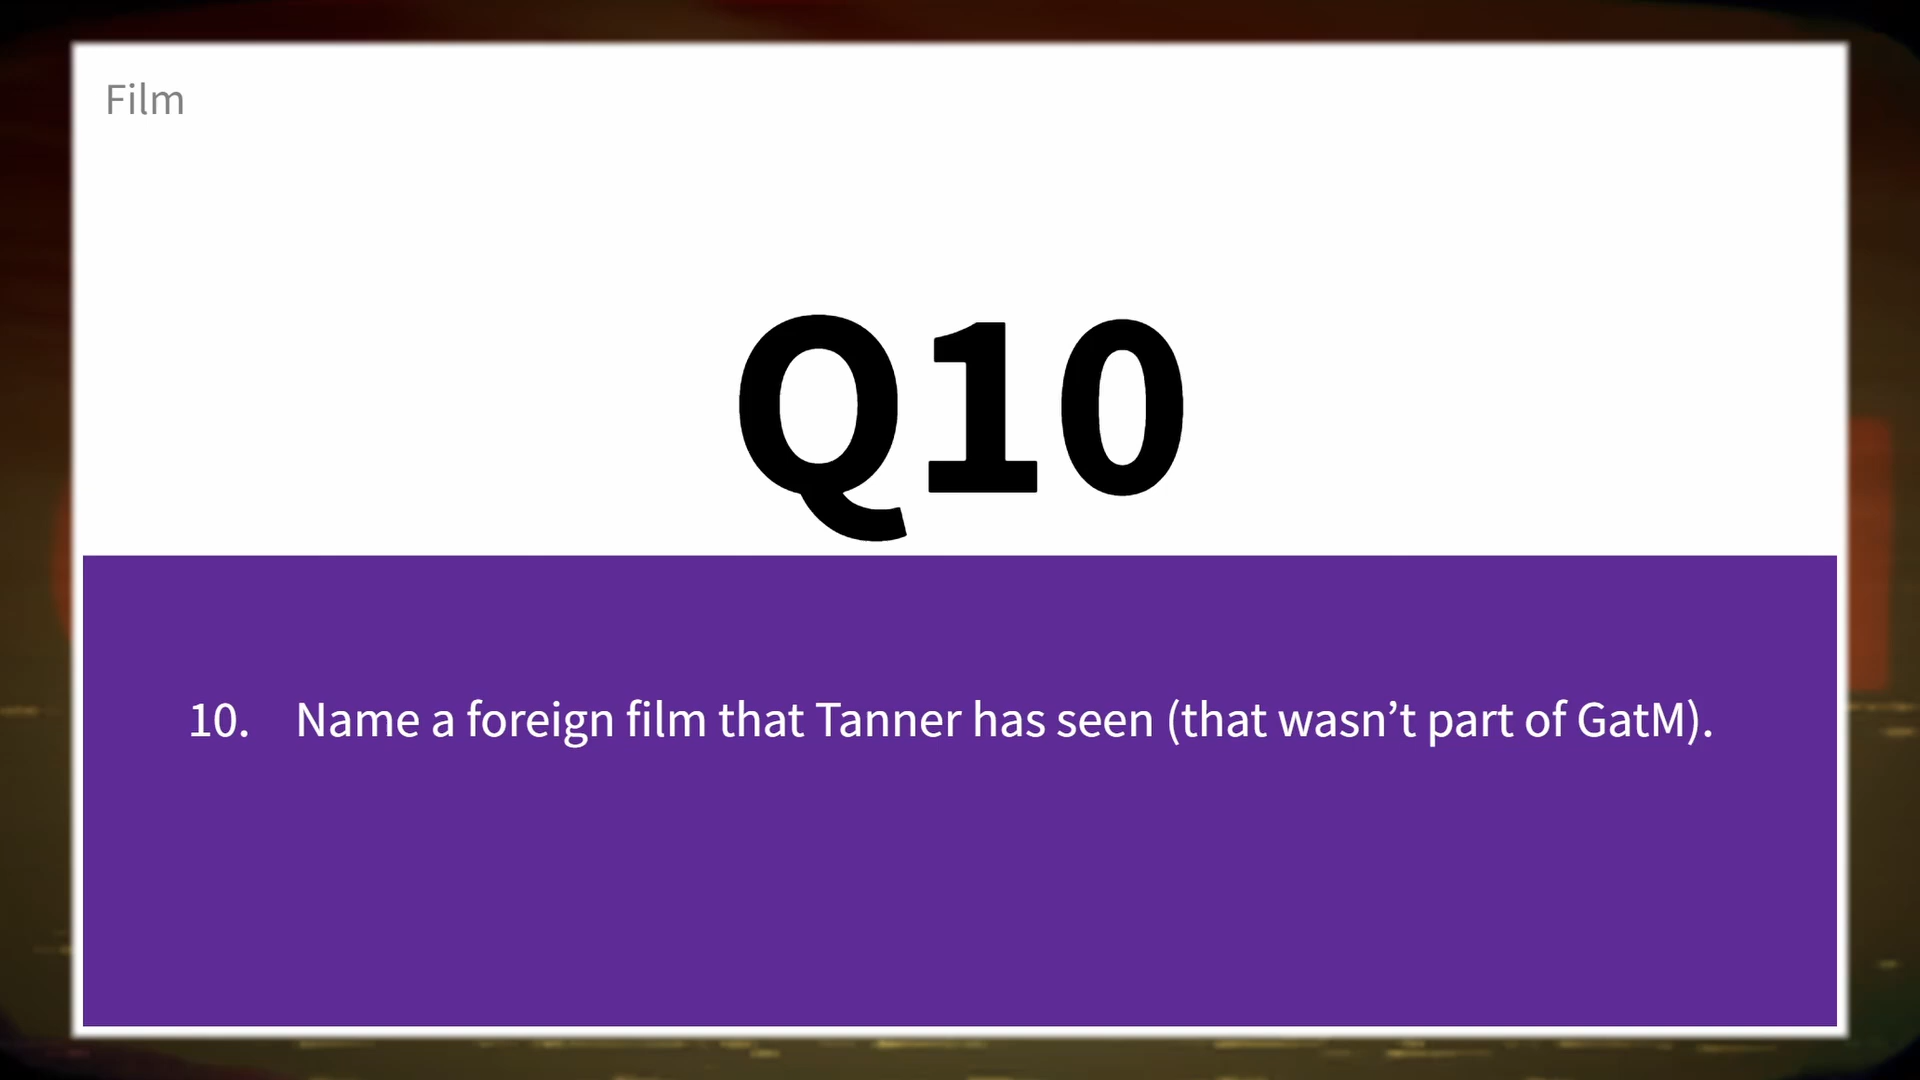 Film
Q10
10. Name a foreign film that Tanner has seen (that wasn’t part of GatM).